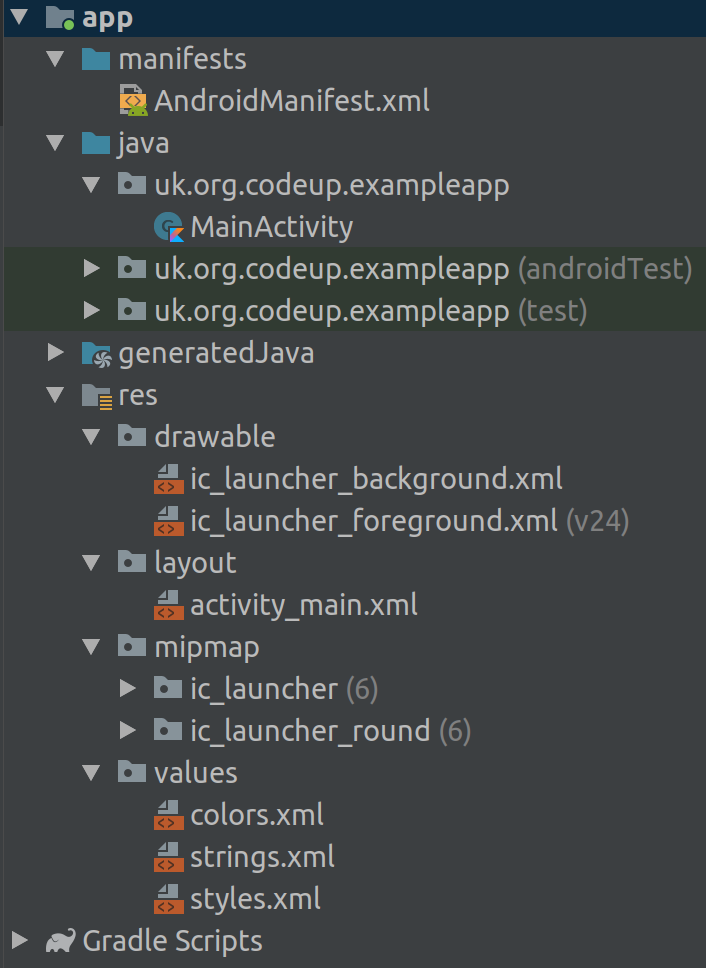 app
manifests
AndroidManifest.xml
java
uk.org.codeup.exampleapp
MainActivity
uk.org.codeup.exampleapp (androidTest)
uk.org.codeup.exampleapp (test)
generatedJava
res
drawable
ic_launcher_background.xml
ic_launcher_foreground.xml (v24)
layout
activity_main.xml
mipmap
ic_launcher (6)
ic_launcher_round (6)
values
colors.xml
strings.xml
styles.xml
Gradle Scripts